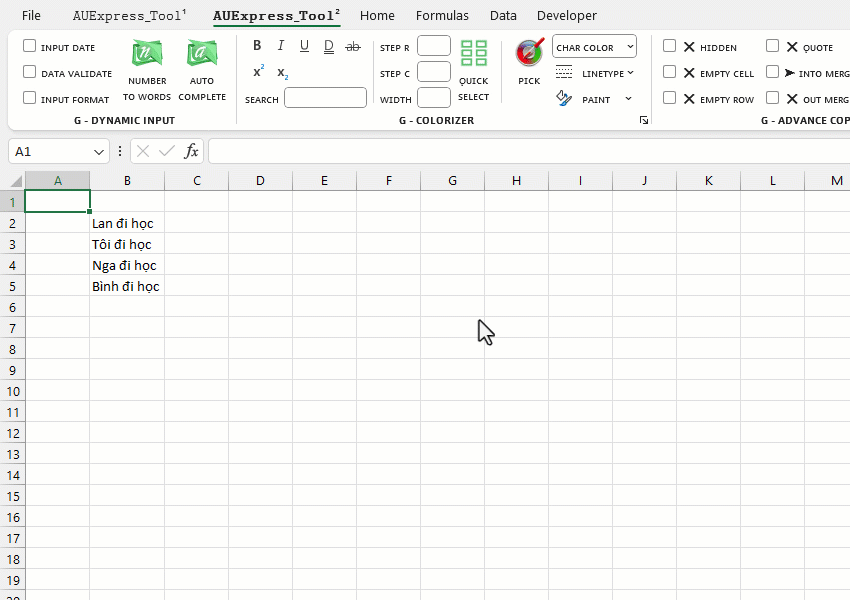 File AUExpress_Tool¹ AUExpress_Tool² Home Formulas Data Developer
INPUT DATE
DATA VALIDATE
INPUT FORMAT
NUMBER TO WORDS
AUTO COMPLETE
G - DYNAMIC INPUT
B I U D ab
x² x₂
SEARCH
STEP R
STEP C
WIDTH
QUICK SELECT
PICK
CHAR COLOR
LINETYPE
PAINT
G - COLORIZER
HIDDEN
EMPTY CELL
EMPTY ROW
QUOTE
INTO MERG
OUT MERG
G - ADVANCE COP
A1 fx
A B C D E F G H I J K L M
1
2 Lan đi học
3 Tôi đi học
4 Nga đi học
5 Bình đi học
6
7
8
9
10
11
12
13
14
15
16
17
18
19
20